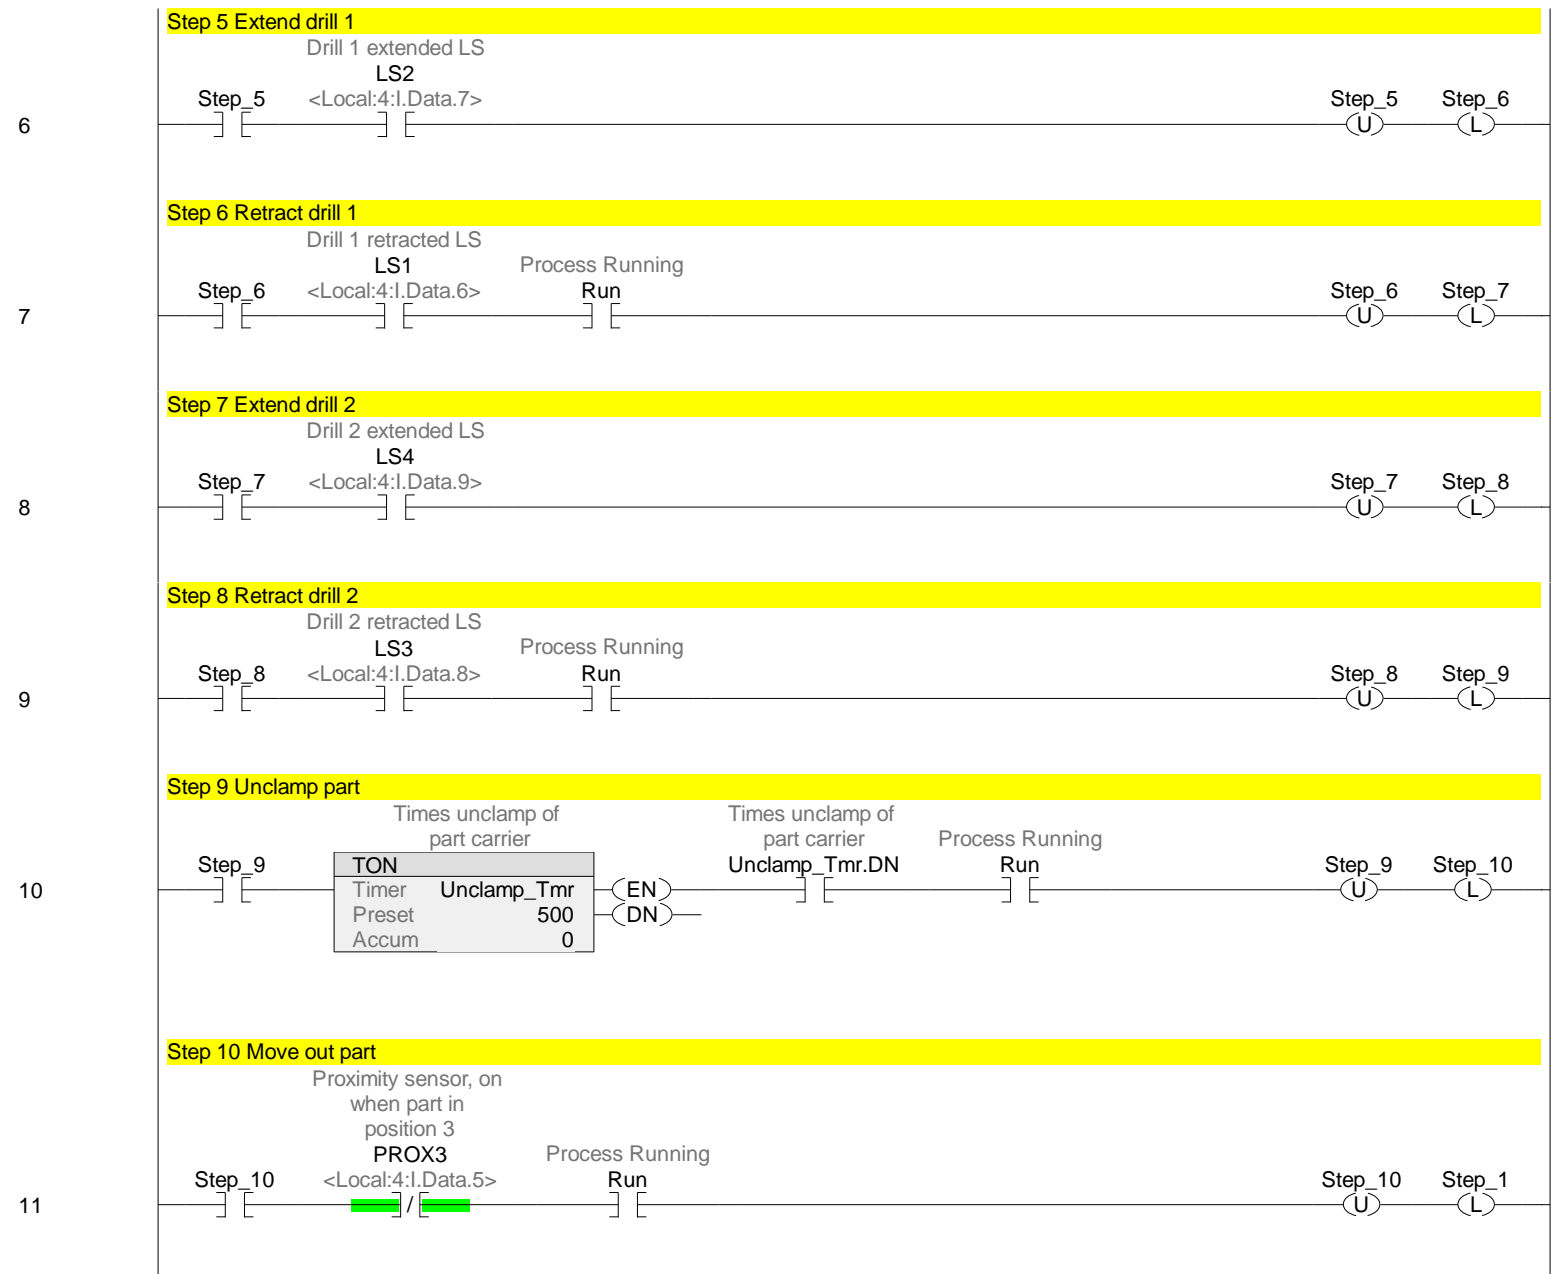 Step 5 Extend drill 1
Drill 1 extended LS
LS2
Step_5 <Local:4:I.Data.7> Step_5 Step_6
6 U L
Step 6 Retract drill 1
Drill 1 retracted LS
LS1 Process Running
Step_6 <Local:4:I.Data.6> Run Step_6 Step_7
7 U L
Step 7 Extend drill 2
Drill 2 extended LS
LS4
Step_7 <Local:4:I.Data.9> Step_7 Step_8
8 U L
Step 8 Retract drill 2
Drill 2 retracted LS
LS3 Process Running
Step_8 <Local:4:I.Data.8> Run Step_8 Step_9
9 U L
Step 9 Unclamp part
Times unclamp of Times unclamp of
part carrier part carrier Process Running
Step_9 TON Unclamp_Tmr.DN Run Step_9 Step_10
10 Timer Unclamp_Tmr EN U L
Preset 500 DN
Accum 0
Step 10 Move out part
Proximity sensor, on
when part in
position 3
PROX3 Process Running
Step_10 <Local:4:I.Data.5> Run Step_10 Step_1
11 / U L